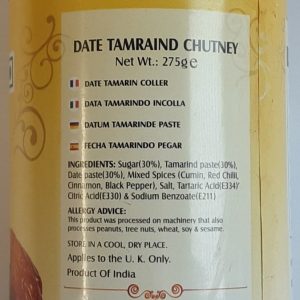 DATE TAMRAIND CHUTNEY
Net Wt.: 275g e
DATE TAMARIN COLLER
DATA TAMARINDO INCOLLA
DATUM TAMARINDE PASTE
FECHA TAMARINDO PEGAR
INGREDIENTS: Sugar(30%), Tamarind paste(30%),
Date paste(30%), Mixed Spices (Cumin, Red Chilli,
Cinnamon, Black Pepper), Salt, Tartaric Acid(E334)'
Citric Acid(E330) & Sodium Benzoate(E211)
ALLERGY ADVICE:
This product was processed on machinery that also
processes peanuts, tree nuts, wheat, soy & sesame.
STORE IN A COOL, DRY PLACE.
Applies to the U. K. Only.
Product Of India